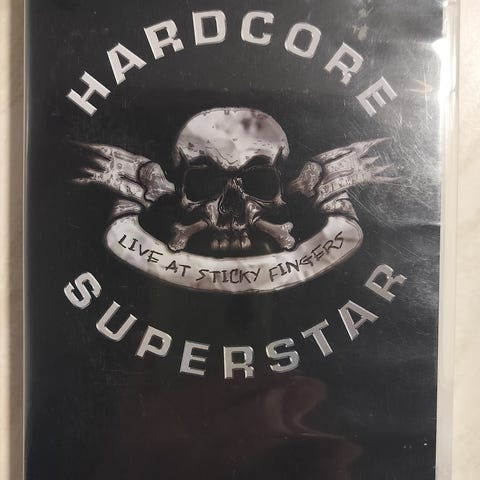 HARDCORE
LIVE AT STICKY FINGERS
SUPERSTAR